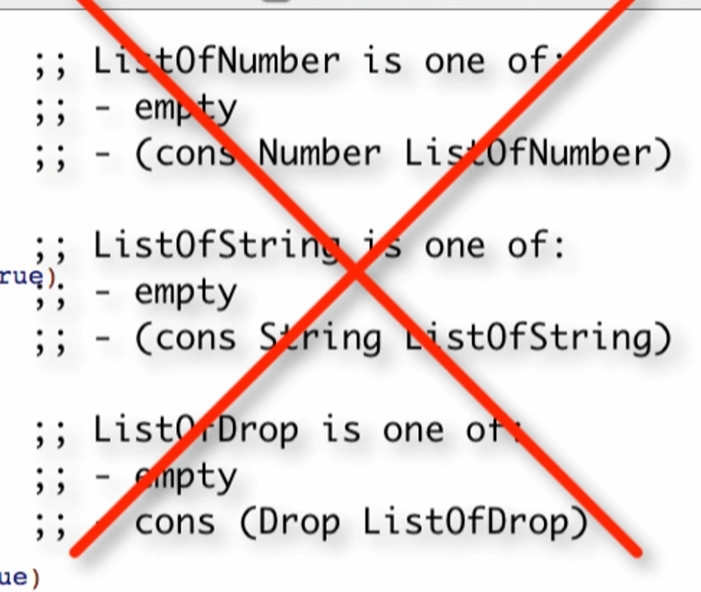 ;; ListOfNumber is one of:
;; - empty
;; - (cons Number ListOfNumber)
;; ListOfString is one of:
rue)
;; - empty
;; - (cons String ListOfString)
;; ListOfDrop is one of:
;; - empty
;; - cons (Drop ListOfDrop)
ue)